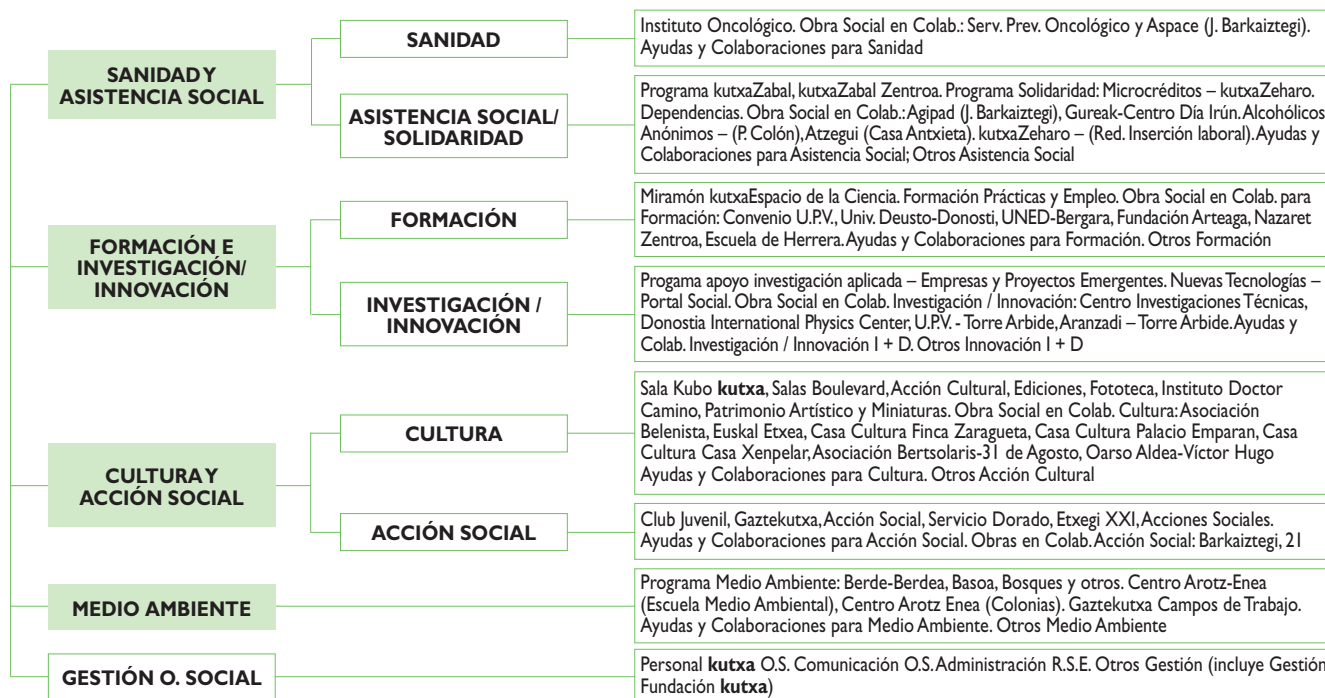 SANIDAD Y
ASISTENCIA SOCIAL
SANIDAD
Instituto Oncológico. Obra Social en Colab.: Serv. Prev. Oncológico y Aspace (J. Barkaiztegi).
Ayudas y Colaboraciones para Sanidad
ASISTENCIA SOCIAL/
SOLIDARIDAD
Programa kutxaZabal, kutxaZabal Zentroa. Programa Solidaridad: Microcréditos – kutxaZeharo.
Dependencias. Obra Social en Colab.: Agipad (J. Barkaiztegi), Gureak-Centro Día Irún. Alcohólicos
Anónimos – (P. Colón), Atzegui (Casa Antxieta). kutxaZeharo – (Red. Inserción laboral). Ayudas y
Colaboraciones para Asistencia Social; Otros Asistencia Social
FORMACIÓN E
INVESTIGACIÓN/
INNOVACIÓN
FORMACIÓN
Miramón kutxaEspacio de la Ciencia. Formación Prácticas y Empleo. Obra Social en Colab. para
Formación: Convenio U.P.V., Univ. Deusto-Donosti, UNED-Bergara, Fundación Arteaga, Nazaret
Zentroa, Escuela de Herrera. Ayudas y Colaboraciones para Formación. Otros Formación
INVESTIGACIÓN /
INNOVACIÓN
Progama apoyo investigación aplicada – Empresas y Proyectos Emergentes. Nuevas Tecnologías –
Portal Social. Obra Social en Colab. Investigación / Innovación: Centro Investigaciones Técnicas,
Donostia International Physics Center, U.P.V. - Torre Arbide, Aranzadi – Torre Arbide. Ayudas y
Colab. Investigación / Innovación I + D. Otros Innovación I + D
CULTURA Y
ACCIÓN SOCIAL
CULTURA
Sala Kubo kutxa, Salas Boulevard, Acción Cultural, Ediciones, Fototeca, Instituto Doctor
Camino, Patrimonio Artístico y Miniaturas. Obra Social en Colab. Cultura: Asociación
Belenista, Euskal Etxea, Casa Cultura Finca Zaragueta, Casa Cultura Palacio Emparan, Casa
Cultura Casa Xenpelar, Asociación Bertsolaris-31 de Agosto, Oarso Aldea-Víctor Hugo
Ayudas y Colaboraciones para Cultura. Otros Acción Cultural
ACCIÓN SOCIAL
Club Juvenil, Gaztekutxa, Acción Social, Servicio Dorado, Etxegi XXI, Acciones Sociales.
Ayudas y Colaboraciones para Acción Social. Obras en Colab. Acción Social: Barkaiztegi, 21
MEDIO AMBIENTE
Programa Medio Ambiente: Berde-Berdea, Basoa, Bosques y otros. Centro Arotz-Enea
(Escuela Medio Ambiental), Centro Arotz Enea (Colonias). Gaztekutxa Campos de Trabajo.
Ayudas y Colaboraciones para Medio Ambiente. Otros Medio Ambiente
GESTIÓN O. SOCIAL
Personal kutxa O.S. Comunicación O.S. Administración R.S.E. Otros Gestión (incluye Gestión
Fundación kutxa)